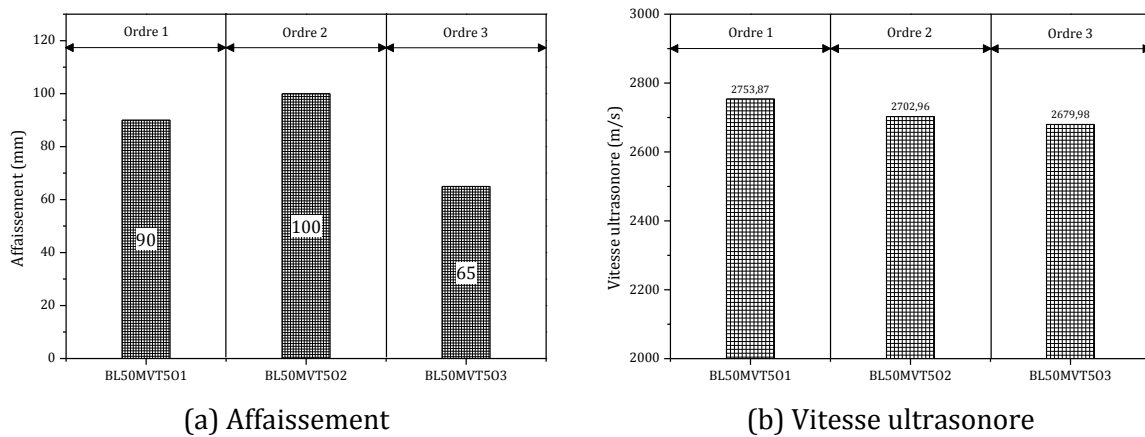 Affaissement (mm)
120
100
80
60
40
20
0
Ordre 1
Ordre 2
Ordre 3
90
100
65
BL50MVT5O1
BL50MVT5O2
BL50MVT5O3
(a) Affaissement
Vitesse ultrasonore (m/s)
3000
2800
2600
2400
2200
2000
Ordre 1
Ordre 2
Ordre 3
2753,87
2702,96
2679,98
BL50MVT5O1
BL50MVT5O2
BL50MVT5O3
(b) Vitesse ultrasonore